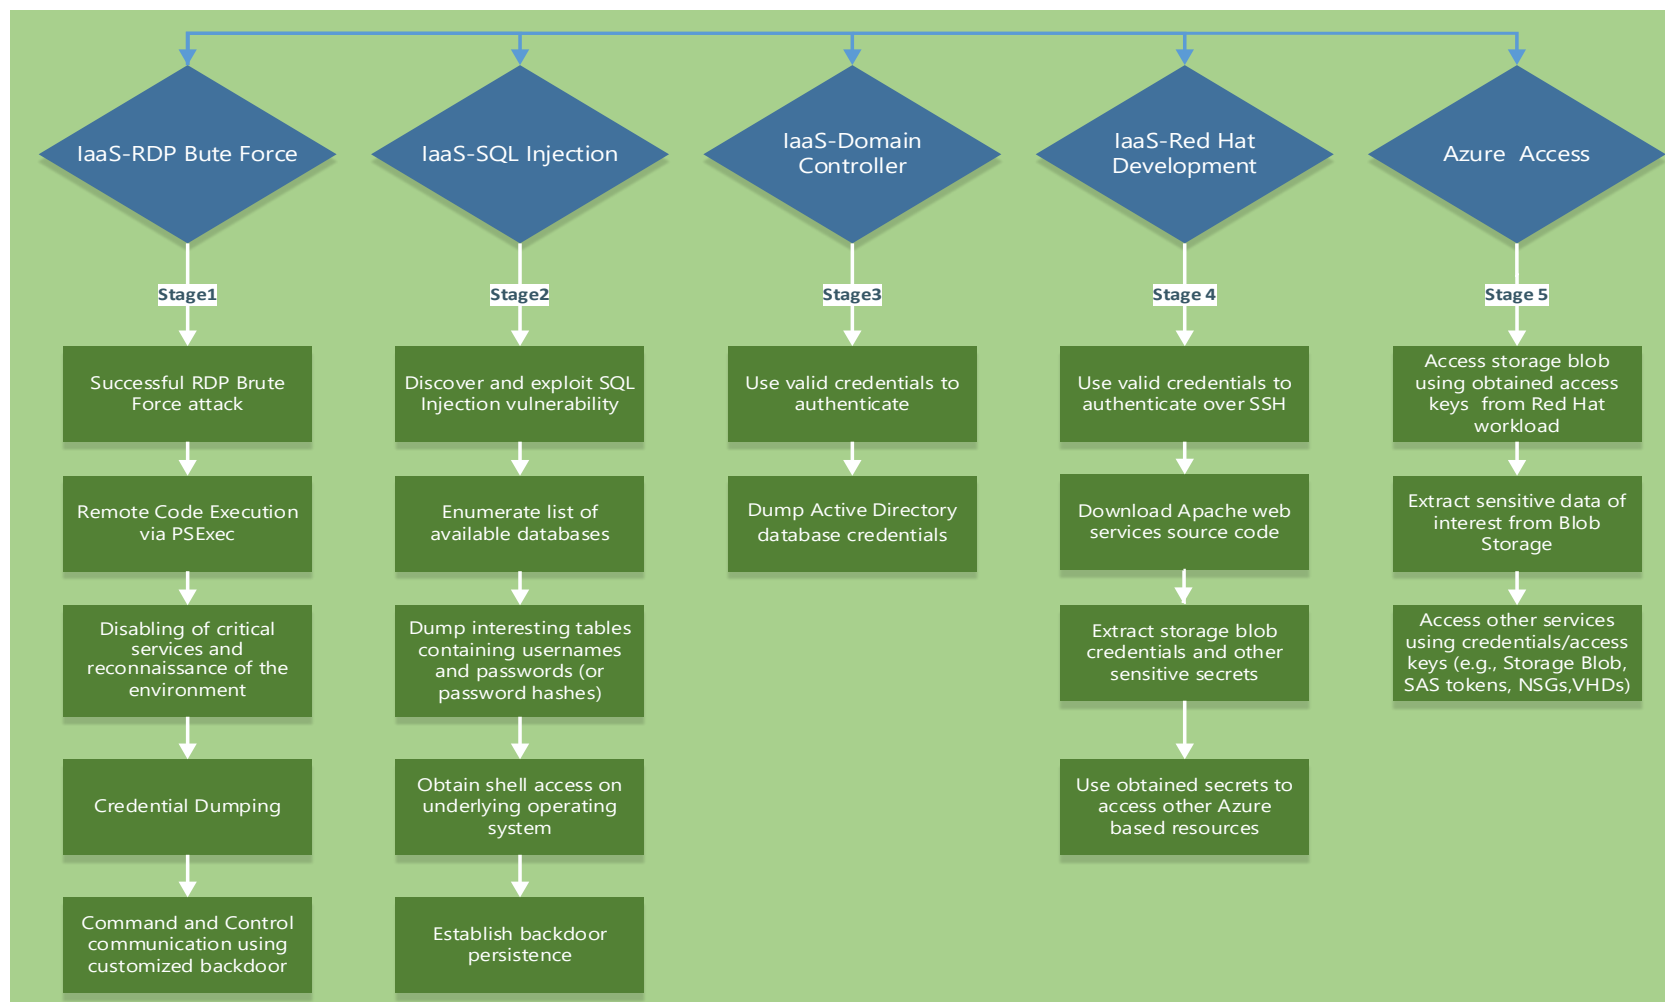 IaaS-RDP Bute Force
Stage1
Successful RDP Brute
Force attack
Remote Code Execution
via PSExec
Disabling of critical
services and
reconnaissance of the
environment
Credential Dumping
Command and Control
communication using
customized backdoor
IaaS-SQL Injection
Stage2
Discover and exploit SQL
Injection vulnerability
Enumerate list of
available databases
Dump interesting tables
containing usernames
and passwords (or
password hashes)
Obtain shell access on
underlying operating
system
Establish backdoor
persistence
IaaS-Domain
Controller
Stage3
Use valid credentials to
authenticate
Dump Active Directory
database credentials
IaaS-Red Hat
Development
Stage 4
Use valid credentials to
authenticate over SSH
Download Apache web
services source code
Extract storage blob
credentials and other
sensitive secrets
Use obtained secrets to
access other Azure
based resources
Azure  Access
Stage 5
Access storage blob
using obtained access
keys  from Red Hat
workload
Extract sensitive data of
interest from Blob
Storage
Access other services
using credentials/access
keys (e.g., Storage Blob,
SAS tokens, NSGs,VHDs)